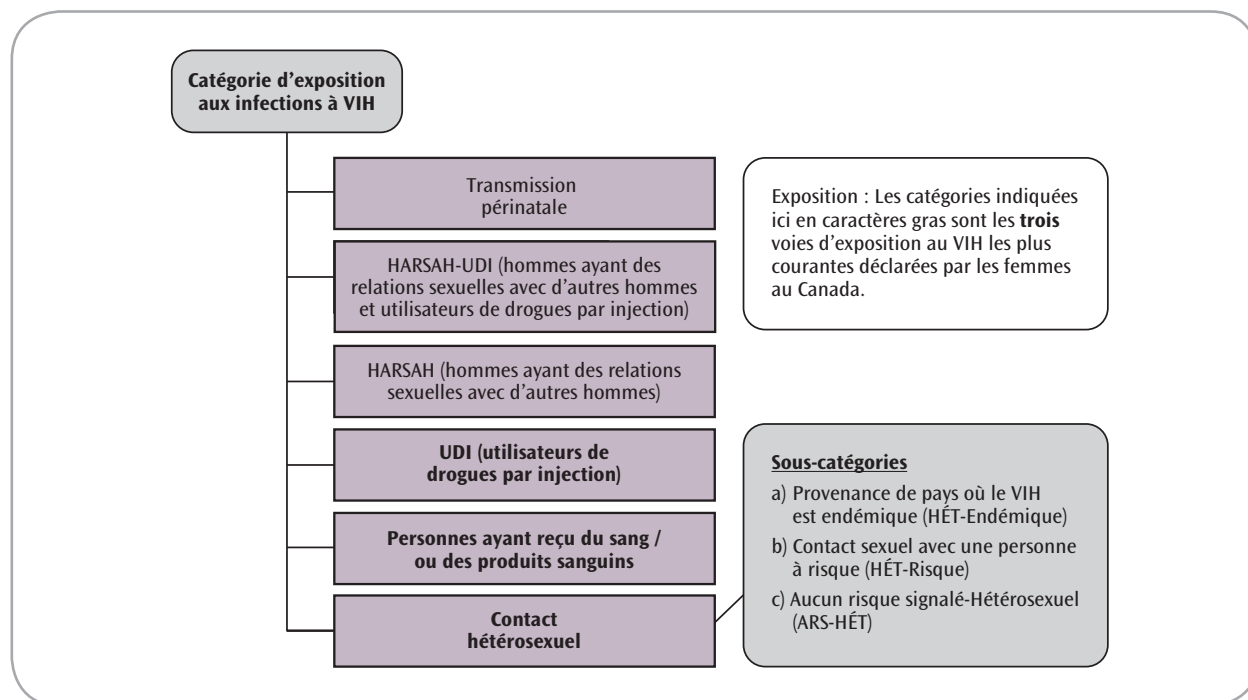 Catégorie d'exposition
aux infections à VIH
Transmission
périnatale
HARSAH-UDI (hommes ayant des
relations sexuelles avec d'autres hommes
et utilisateurs de drogues par injection)
HARSAH (hommes ayant des relations
sexuelles avec d'autres hommes)
UDI (utilisateurs de
drogues par injection)
Personnes ayant reçu du sang /
ou des produits sanguins
Contact
hétérosexuel
Exposition : Les catégories indiquées
ici en caractères gras sont les trois
voies d'exposition au VIH les plus
courantes déclarées par les femmes
au Canada.
Sous-catégories
a) Provenance de pays où le VIH
est endémique (HÉT-Endémique)
b) Contact sexuel avec une personne
à risque (HÉT-Risque)
c) Aucun risque signalé-Hétérosexuel
(ARS-HÉT)